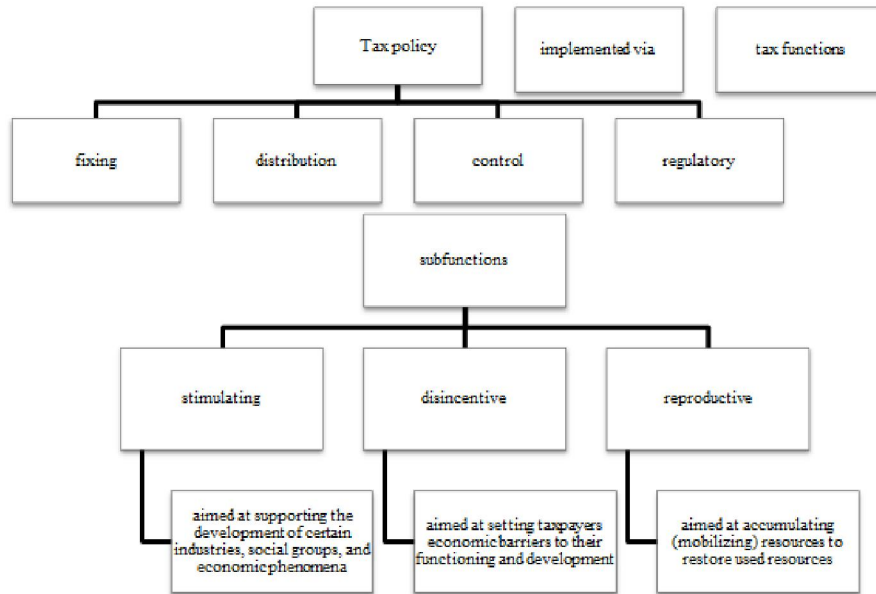 Tax policy
implemented via
tax functions
fixing
distribution
control
regulatory
subfunctions
stimulating
disincentive
reproductive
aimed at supporting the
development of certain
industries, social groups, and
economic phenomena
aimed at setting taxpayers
economic barriers to their
functioning and development
aimed at accumulating
(mobilizing) resources to
restore used resources